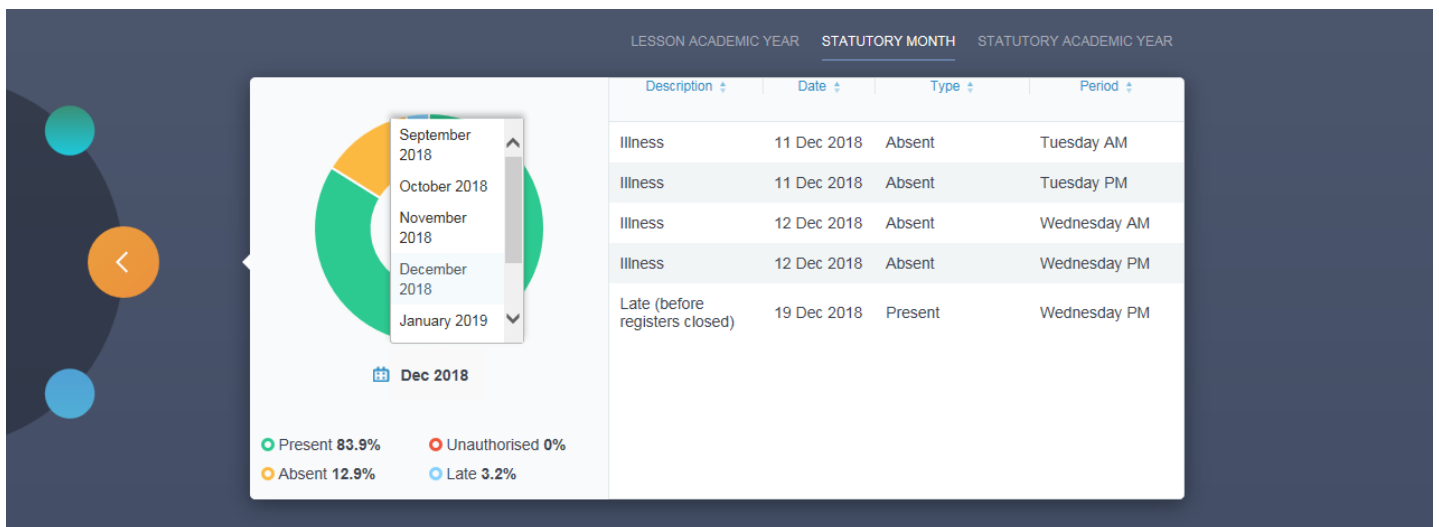 LESSON ACADEMIC YEAR STATUTORY MONTH STATUTORY ACADEMIC YEAR
Description Date Type Period
September
2018
October 2018
November
2018
December
2018
January 2019
Dec 2018
Present 83.9% Unauthorised 0%
Absent 12.9% Late 3.2%
Illness 11 Dec 2018 Absent Tuesday AM
Illness 11 Dec 2018 Absent Tuesday PM
Illness 12 Dec 2018 Absent Wednesday AM
Illness 12 Dec 2018 Absent Wednesday PM
Late (before
registers closed) 19 Dec 2018 Present Wednesday PM